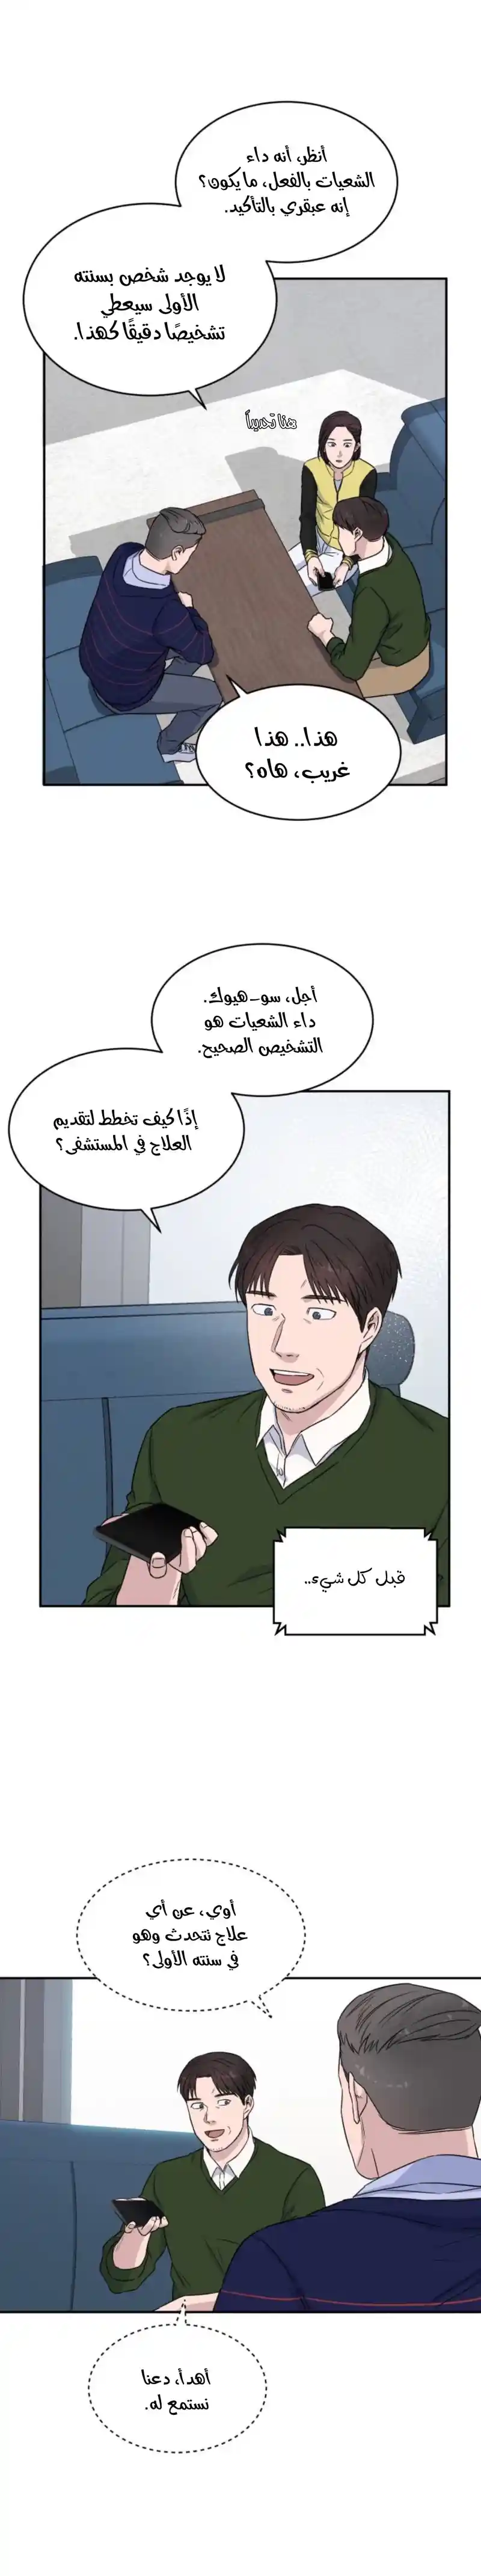 أنظر، أنه داء
الشعيات بالفعل، ما يكون؟
إنه عبقري بالتأكيد.
لا يوجد شخص بسنته
الأولى سيعطي
تشخيصًا دقيقًا كهذا.
هنا تحديداً
هذا.. هذا
غريب، هاه؟
أجل، سو-هيوك.
داء الشعيات هو
التشخيص الصحيح.
إذًا كيف تخطط لتقديم
العلاج في المستشفى؟
قبل كل شيء..
أوي، عن أي
علاج تتحدث وهو
في سنته الأولى؟
أهدأ، دعنا
نستمع له.